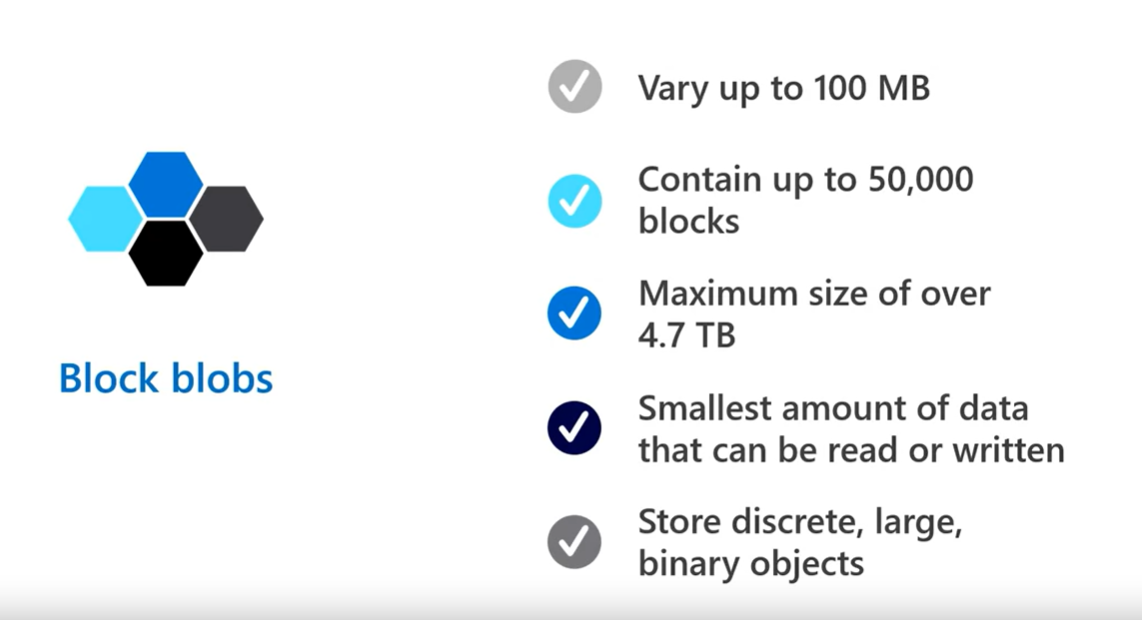 Vary up to 100 MB
Contain up to 50,000
blocks
Maximum size of over
4.7 TB
Block blobs
Smallest amount of data
that can be read or written
Store discrete, large,
binary objects